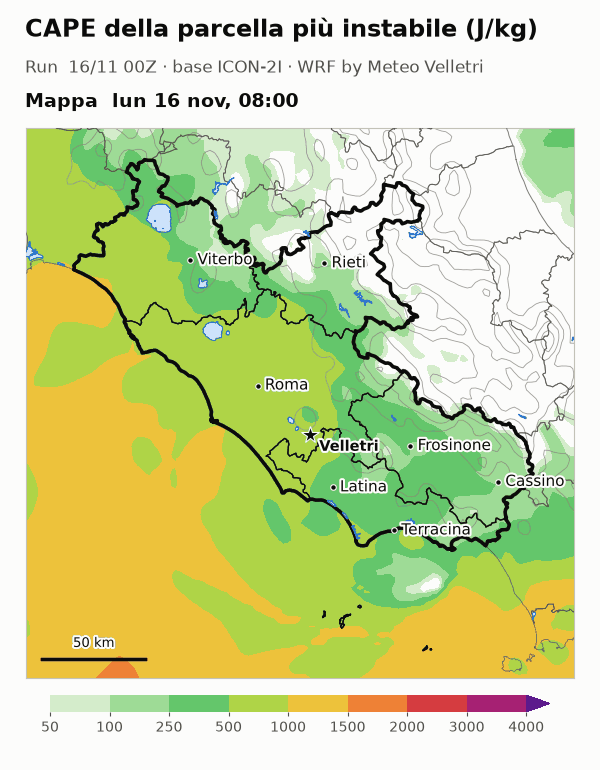 CAPE della parcella più instabile (J/kg)
Run  16/11 00Z · base ICON-2I · WRF by Meteo Velletri
Mappa  lun 16 nov, 08:00
Viterbo
Rieti
Roma
Velletri
Frosinone
Latina
Cassino
Terracina
50 km
50 100 250 500 1000 1500 2000 3000 4000